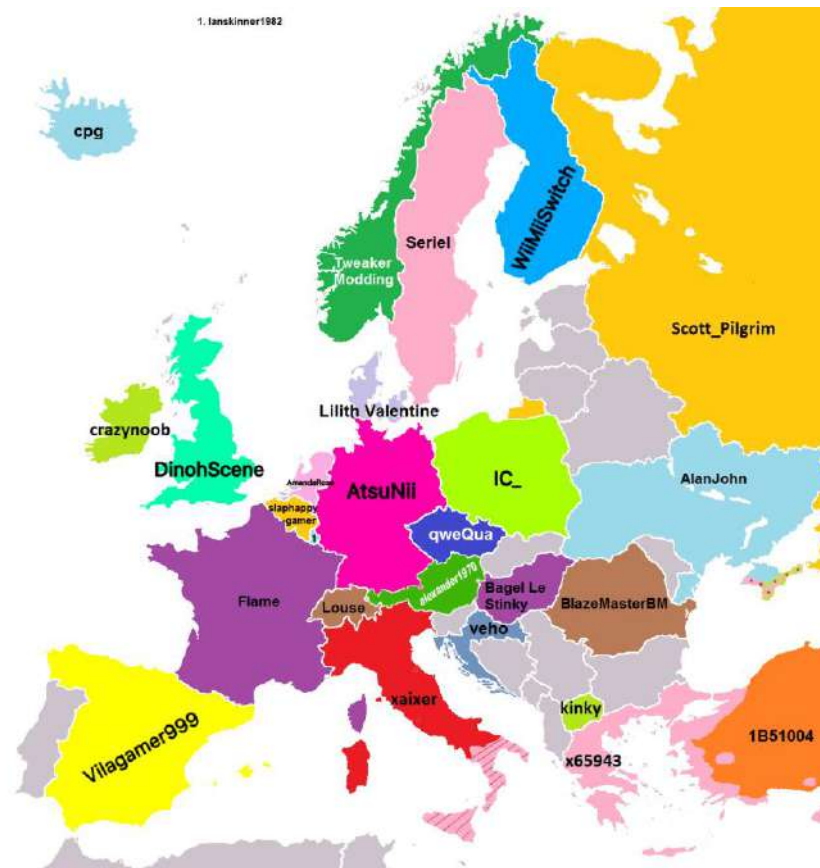 1. Ianskinner1982
cpg
Seriel
WiiMiiSwitch
Tweaker
Modding
Scott_Pilgrim
Lilith Valentine
crazynoob
DinohScene
AmandaRose
AtsuNii
IC_
AlanJohn
slaphappy
-gamer
1
qweQua
alexander1970
Flame
Louse
Bagel Le
Stinky
BlazeMasterBM
veho
xaixer
kinky
Vilagamer999
x65943
1B51004